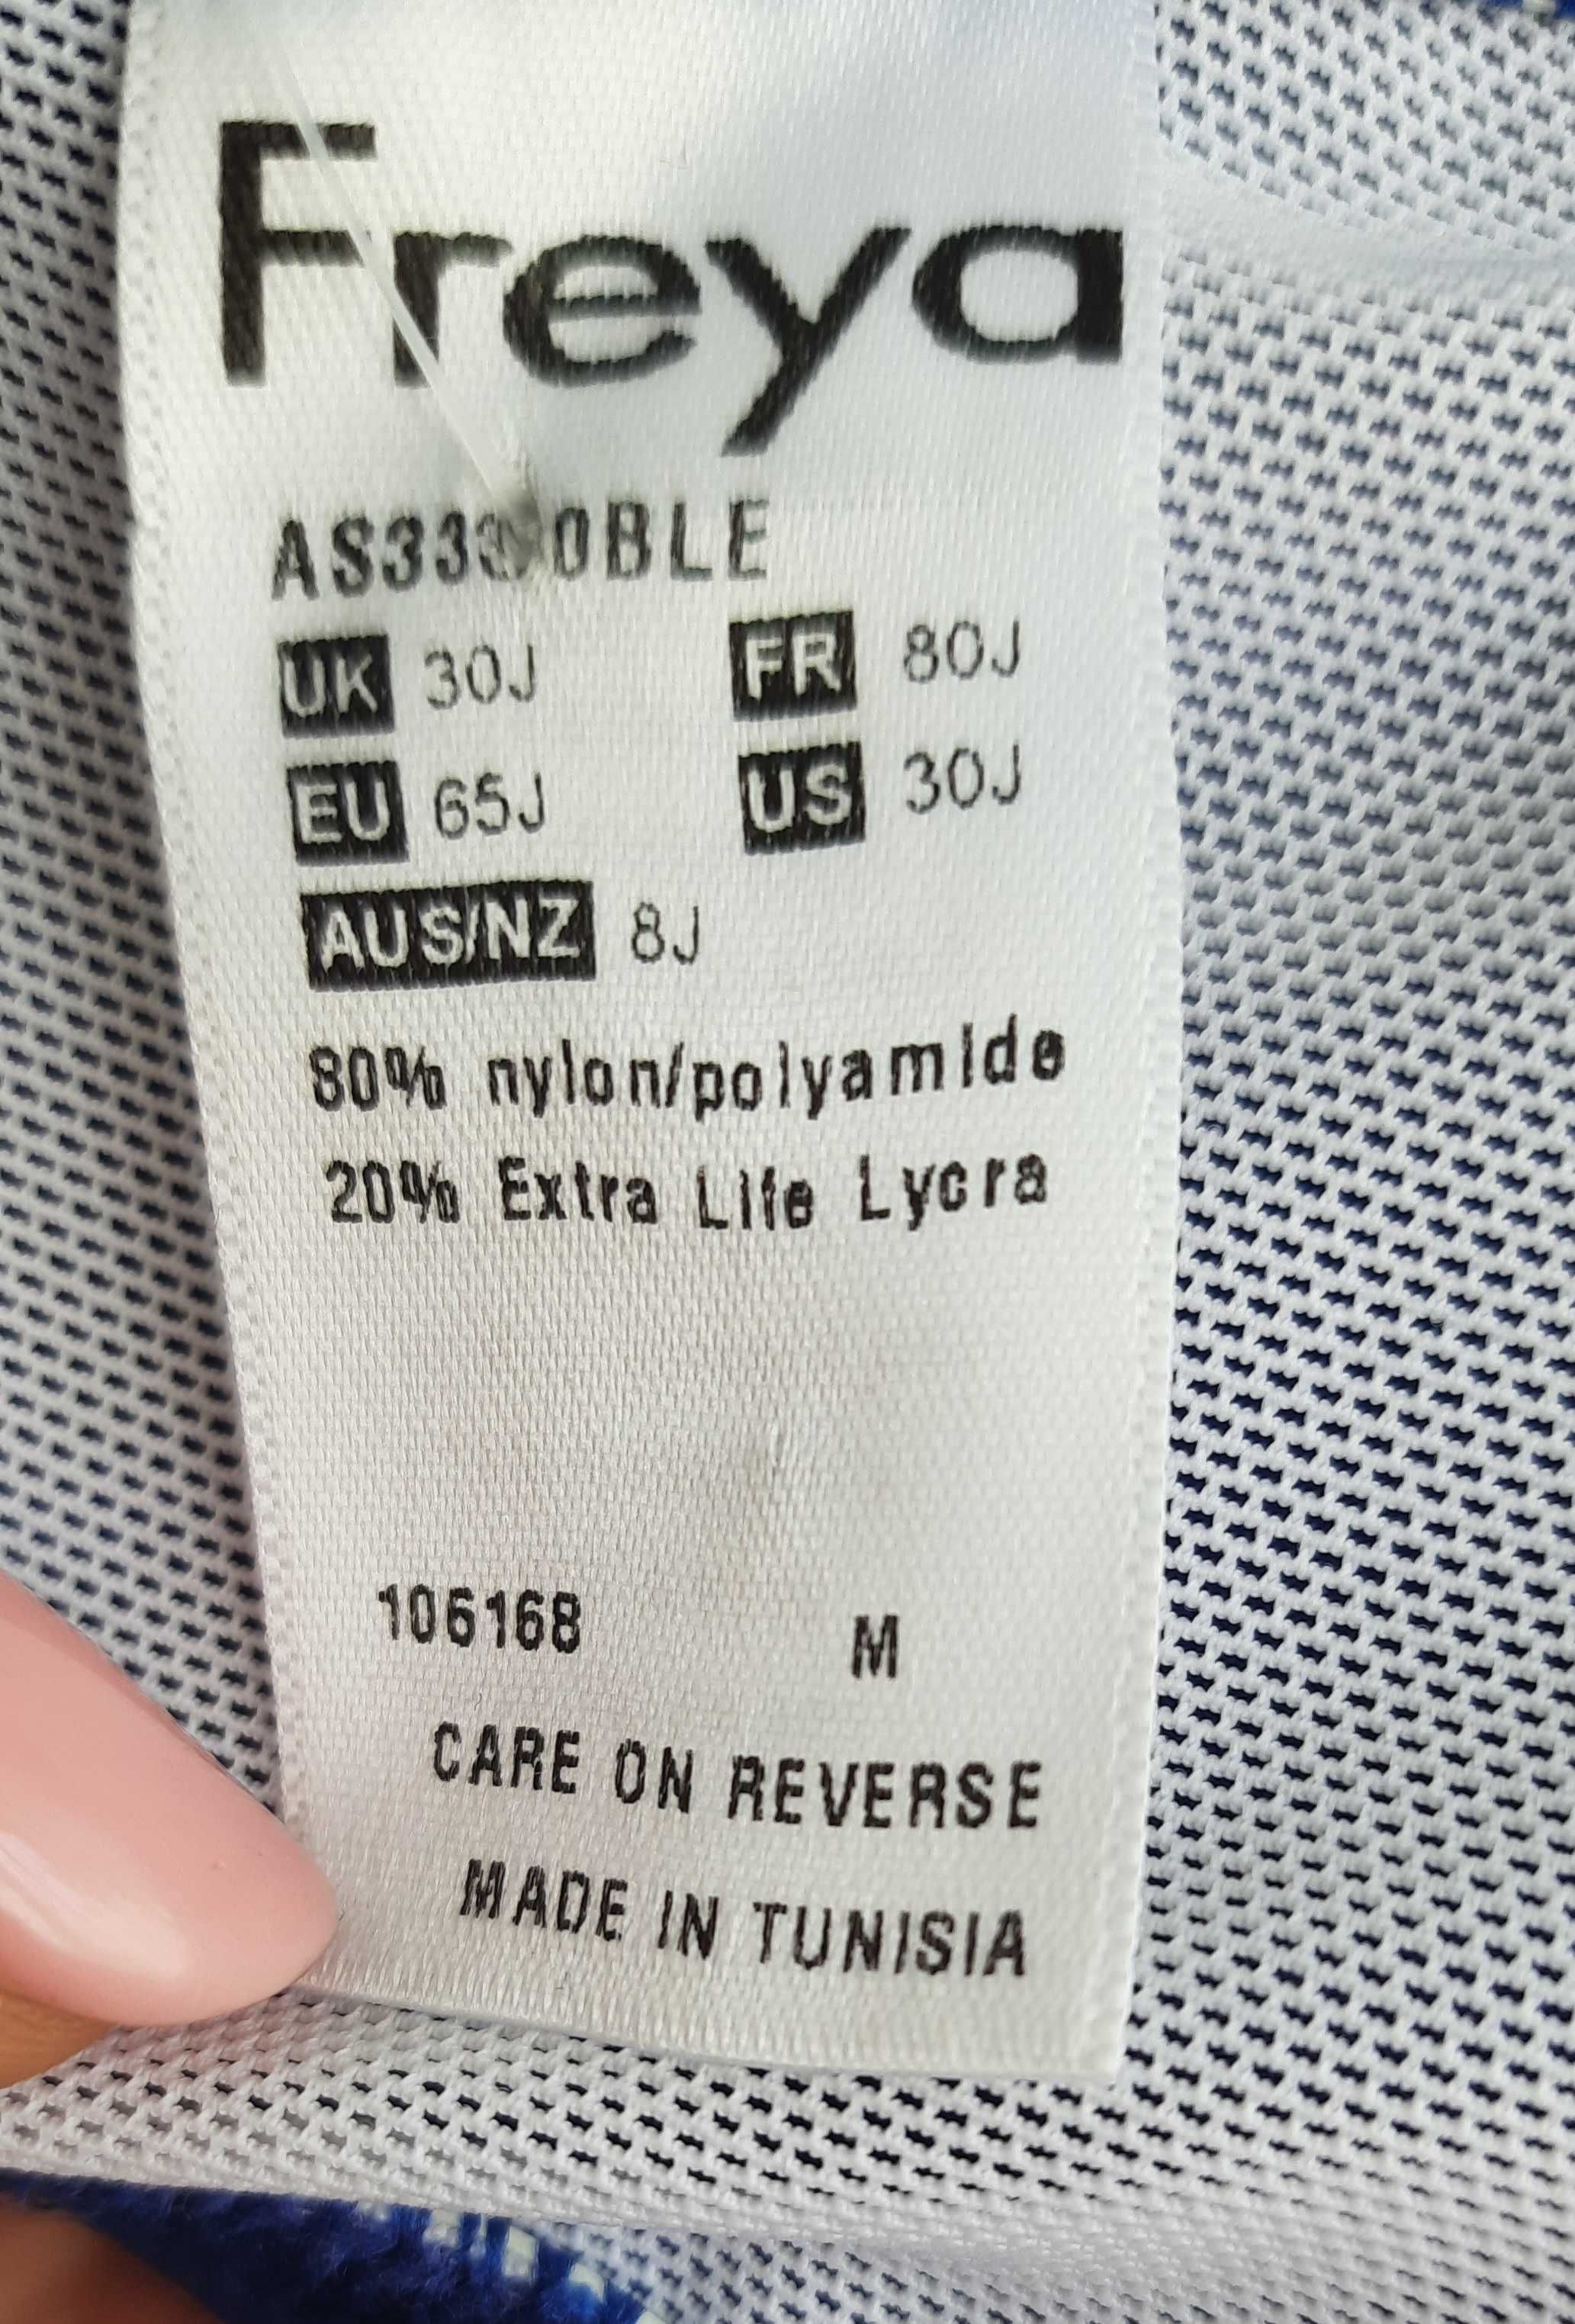 Freya
UK 30J FR 80J
EU 65J US 30J
AUS/NZ 8J
80% nylon/polyamide
20% Extra Life Lycra
106168 M
CARE ON REVERSE
MADE IN TUNISIA